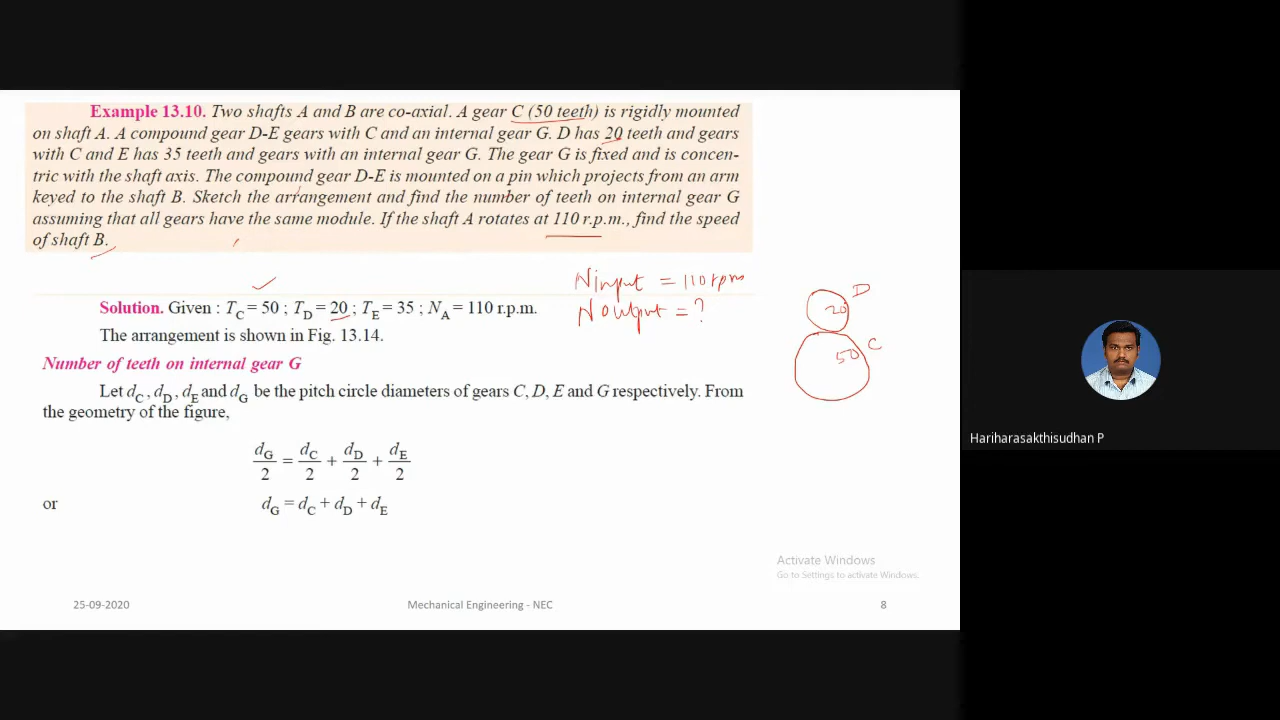 Example 13.10. Two shafts A and B are co-axial. A gear C (50 teeth) is rigidly mounted
on shaft A. A compound gear D-E gears with C and an internal gear G. D has 20 teeth and gears
with C and E has 35 teeth and gears with an internal gear G. The gear G is fixed and is concen-
tric with the shaft axis. The compound gear D-E is mounted on a pin which projects from an arm
keyed to the shaft B. Sketch the arrangement and find the number of teeth on internal gear G
assuming that all gears have the same module. If the shaft A rotates at 110 r.p.m., find the speed
of shaft B.
N input = 110 rpm
N output = ?
D
20
C
50
Solution. Given : TC = 50 ; TD = 20 ; TE = 35 ; NA = 110 r.p.m.
The arrangement is shown in Fig. 13.14.
Number of teeth on internal gear G
Let dC, dD, dE and dG be the pitch circle diameters of gears C, D, E and G respectively. From
the geometry of the figure,
dG/2 = dC/2 + dD/2 + dE/2
or dG = dC + dD + dE
Activate Windows
Go to Settings to activate Windows.
25-09-2020 Mechanical Engineering - NEC 8
Hariharasakthisudhan P